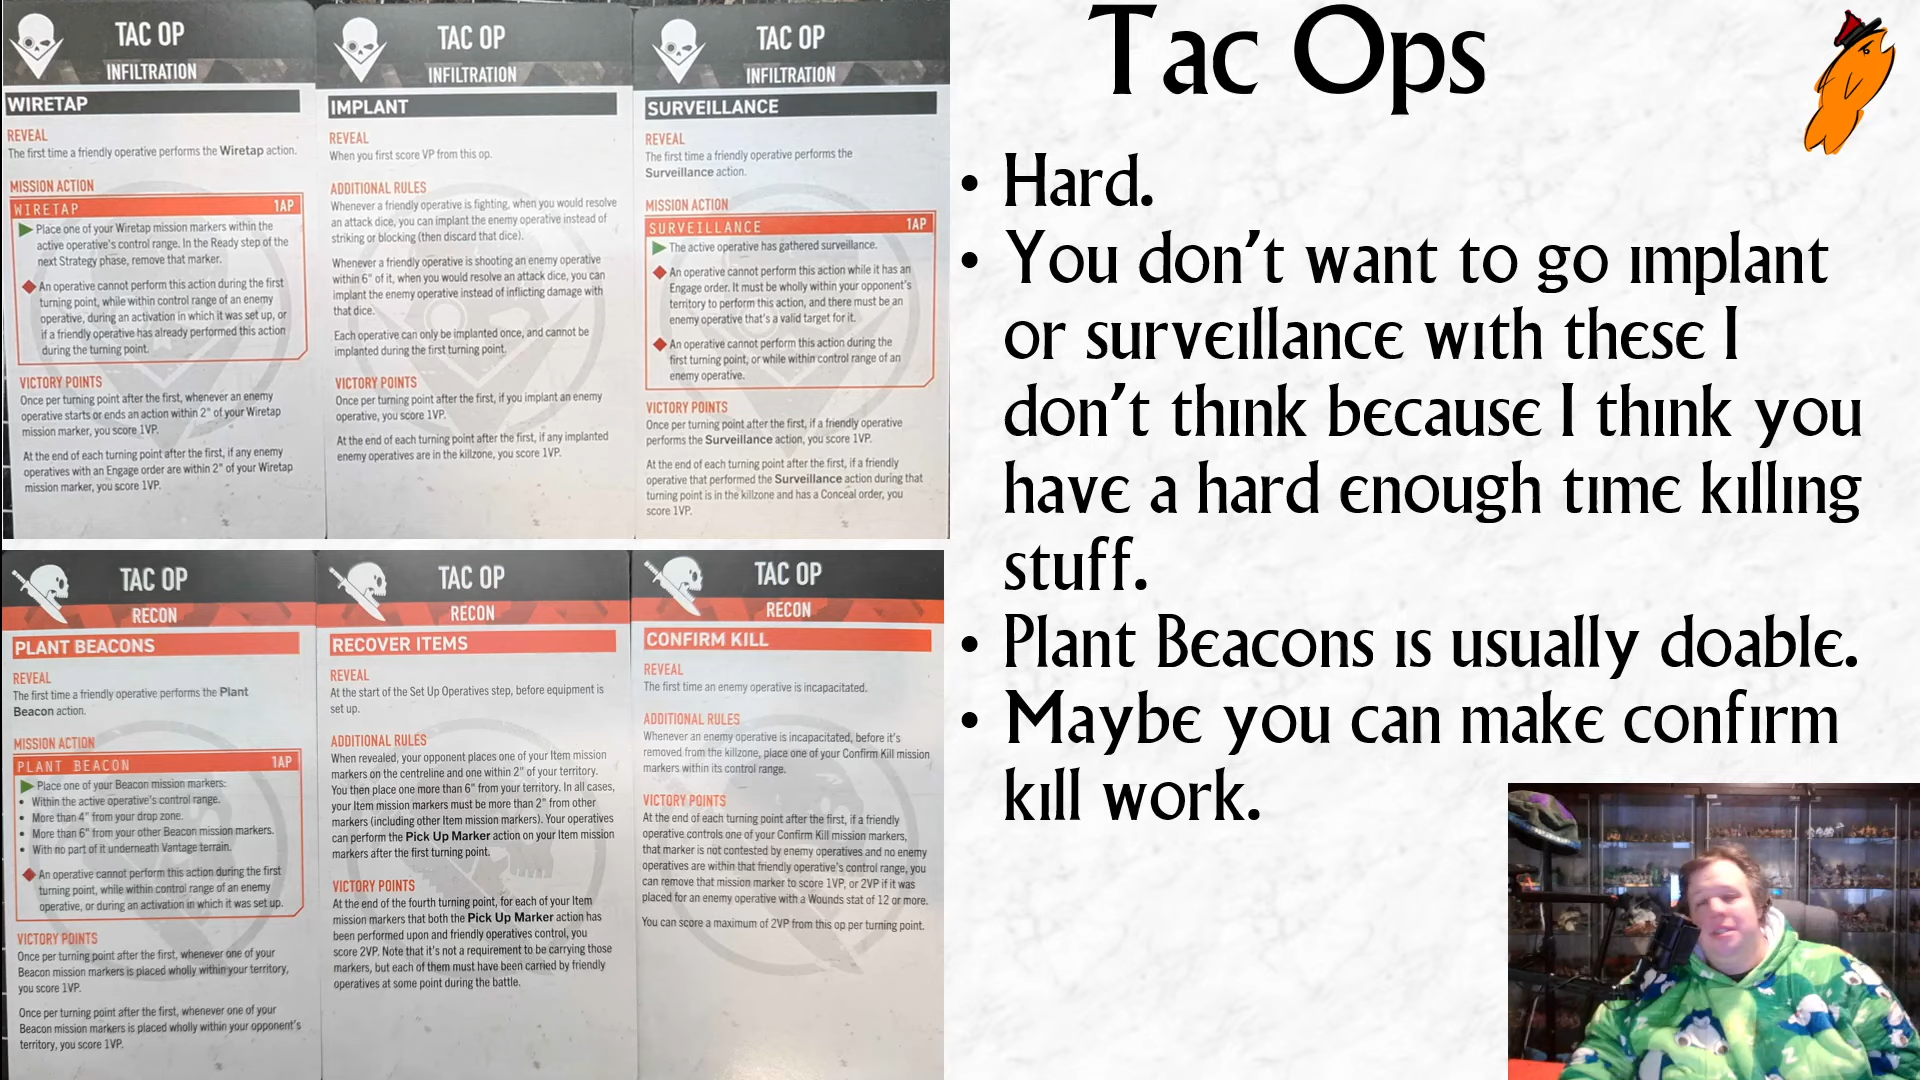 TAC OP
INFILTRATION
WIRETAP
REVEAL
The first time a friendly operative performs the Wiretap action.
MISSION ACTION
WIRETAP 1AP
Place one of your Wiretap mission markers within the
active operative's control range. In the Ready step of the
next Strategy phase, remove that marker.
An operative cannot perform this action during the first
turning point, while within control range of an enemy
operative, during an activation in which it was set up, or
if a friendly operative has already performed this action
during the turning point.
VICTORY POINTS
Once per turning point after the first, whenever an enemy
operative starts or ends an action within 2" of your Wiretap
mission marker, you score 1VP.
At the end of each turning point after the first, if any enemy
operatives with an Engage order are within 2" of your Wiretap
mission marker, you score 1VP.
TAC OP
INFILTRATION
IMPLANT
REVEAL
When you first score VP from this op.
ADDITIONAL RULES
Whenever a friendly operative is fighting, when you would resolve
an attack dice, you can implant the enemy operative instead of
striking or blocking (then discard that dice).
Whenever a friendly operative is shooting an enemy operative
within 6" of it, when you would resolve an attack dice, you can
implant the enemy operative instead of inflicting damage with
that dice.
Each operative can only be implanted once, and cannot be
implanted during the first turning point.
VICTORY POINTS
Once per turning point after the first, if you implant an enemy
operative, you score 1VP.
At the end of each turning point after the first, if any implanted
enemy operatives are in the killzone, you score 1VP.
TAC OP
INFILTRATION
SURVEILLANCE
REVEAL
The first time a friendly operative performs the
Surveillance action.
MISSION ACTION
SURVEILLANCE 1AP
The active operative has gathered surveillance.
An operative cannot perform this action while it has an
Engage order. It must be wholly within your opponent's
territory to perform this action, and there must be an
enemy operative that's a valid target for it.
An operative cannot perform this action during the
first turning point, or while within control range of an
enemy operative.
VICTORY POINTS
Once per turning point after the first, if a friendly operative
performs the Surveillance action, you score 1VP.
At the end of each turning point after the first, if a friendly
operative that performed the Surveillance action during that
turning point is in the killzone and has a Conceal order, you
score 1VP.
TAC OP
RECON
PLANT BEACONS
REVEAL
The first time a friendly operative performs the Plant
Beacon action.
MISSION ACTION
PLANT BEACON 1AP
Place one of your Beacon mission markers:
• Within the active operative's control range.
• More than 4" from your drop zone.
• More than 6" from your other Beacon mission markers.
• With no part of it underneath Vantage terrain.
An operative cannot perform this action during the first
turning point, while within control range of an enemy
operative, or during an activation in which it was set up.
VICTORY POINTS
Once per turning point after the first, whenever one of your
Beacon mission markers is placed wholly within your territory,
you score 1VP.
Once per turning point after the first, whenever one of your
Beacon mission markers is placed wholly within your opponent's
territory, you score 1VP.
TAC OP
RECON
RECOVER ITEMS
REVEAL
At the start of the Set Up Operatives step, before equipment is
set up.
ADDITIONAL RULES
When revealed, your opponent places one of your Item mission
markers on the centreline and one within 2" of your territory.
You then place one more than 6" from your territory. In all cases,
your Item mission markers must be more than 2" from other
markers (including other Item mission markers). Your operatives
can perform the Pick Up Marker action on your Item mission
markers after the first turning point.
VICTORY POINTS
At the end of the fourth turning point, for each of your Item
mission markers that both the Pick Up Marker action has
been performed upon and friendly operatives control, you
score 2VP. Note that it's not a requirement to be carrying those
markers, but each of them must have been carried by friendly
operatives at some point during the battle.
TAC OP
RECON
CONFIRM KILL
REVEAL
The first time an enemy operative is incapacitated.
ADDITIONAL RULES
Whenever an enemy operative is incapacitated, before it's
removed from the killzone, place one of your Confirm Kill mission
markers within its control range.
VICTORY POINTS
At the end of each turning point after the first, if a friendly
operative controls one of your Confirm Kill mission markers,
that marker is not contested by enemy operatives and no enemy
operatives are within that friendly operative's control range, you
can remove that mission marker to score 1VP, or 2VP if it was
placed for an enemy operative with a Wounds stat of 12 or more.
You can score a maximum of 2VP from this op per turning point.
Tac Ops
• Hard.
• You don't want to go implant
or surveillance with these I
don't think because I think you
have a hard enough time killing
stuff.
• Plant Beacons is usually doable.
• Maybe you can make confirm
kill work.